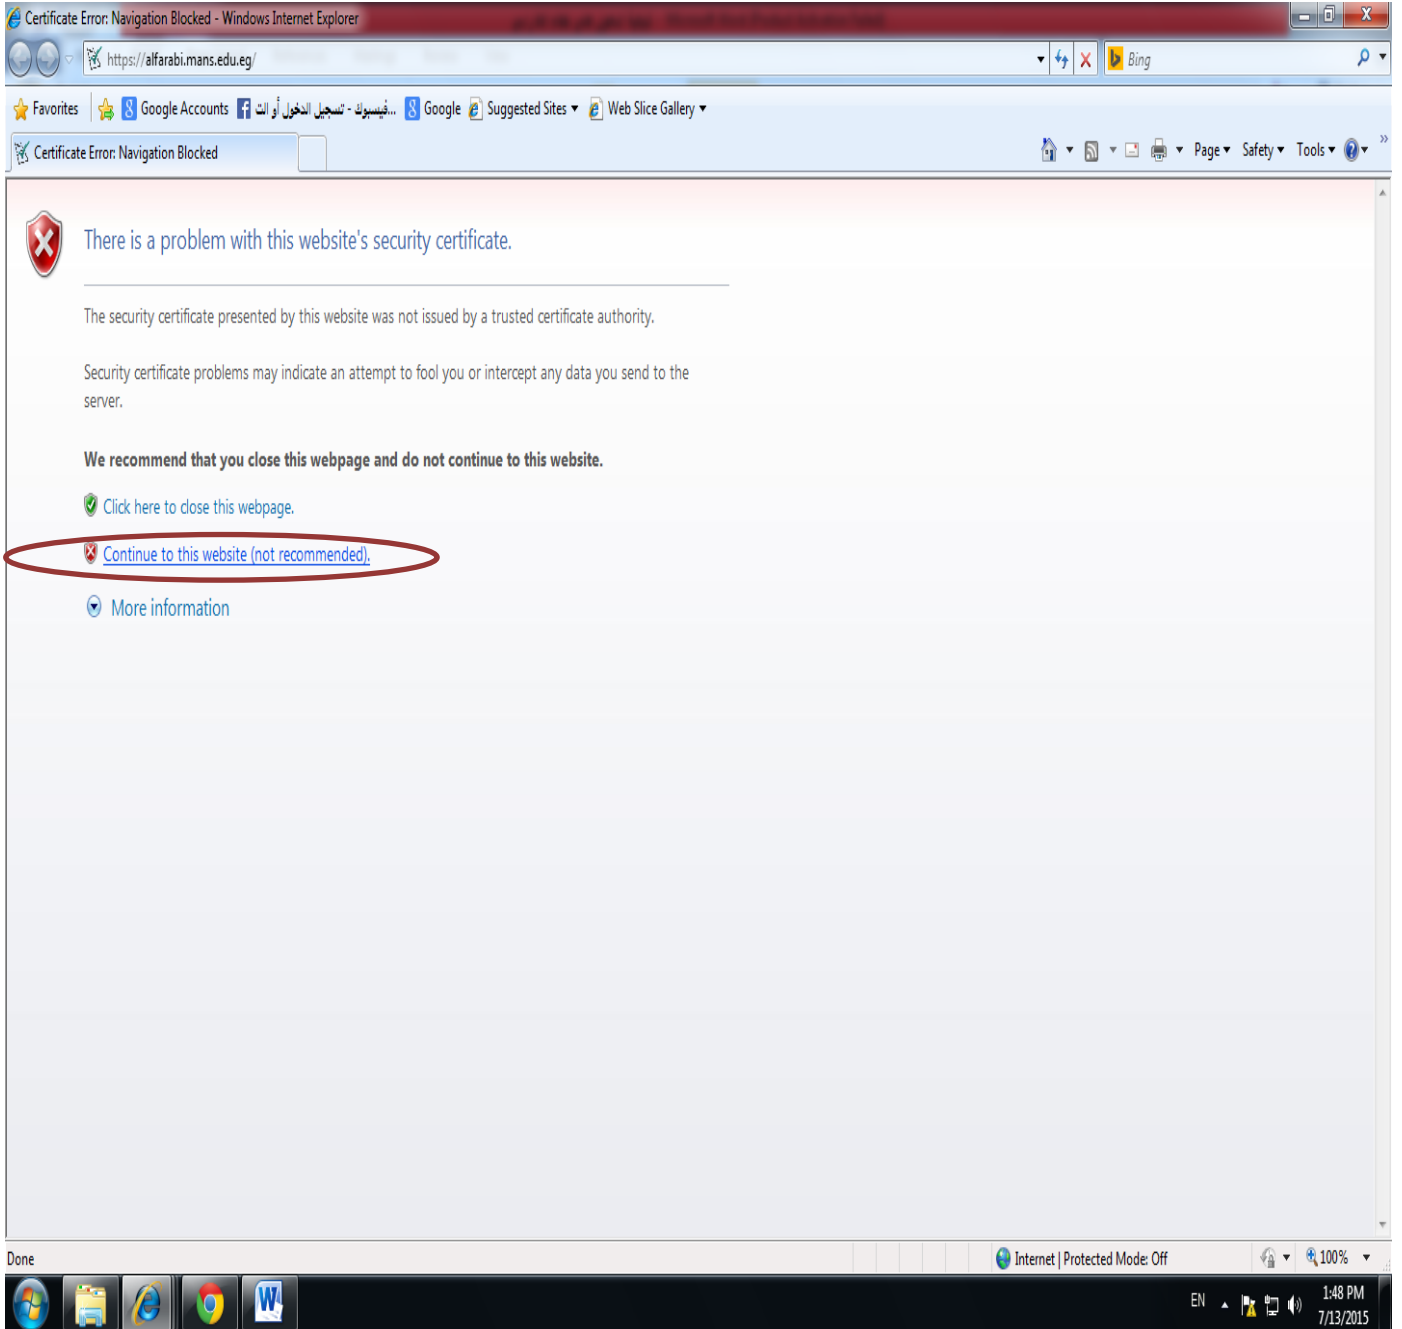 Certificate Error: Navigation Blocked - Windows Internet Explorer
https://alfarabi.mans.edu.eg/
Bing
Favorites Google Accounts فيسبوك - تسجيل الدخول أو الت... Google Suggested Sites Web Slice Gallery
Certificate Error: Navigation Blocked
Page Safety Tools
There is a problem with this website's security certificate.
The security certificate presented by this website was not issued by a trusted certificate authority.
Security certificate problems may indicate an attempt to fool you or intercept any data you send to the
server.
We recommend that you close this webpage and do not continue to this website.
Click here to close this webpage.
Continue to this website (not recommended).
More information
Done
Internet | Protected Mode: Off
100%
EN
1:48 PM
7/13/2015